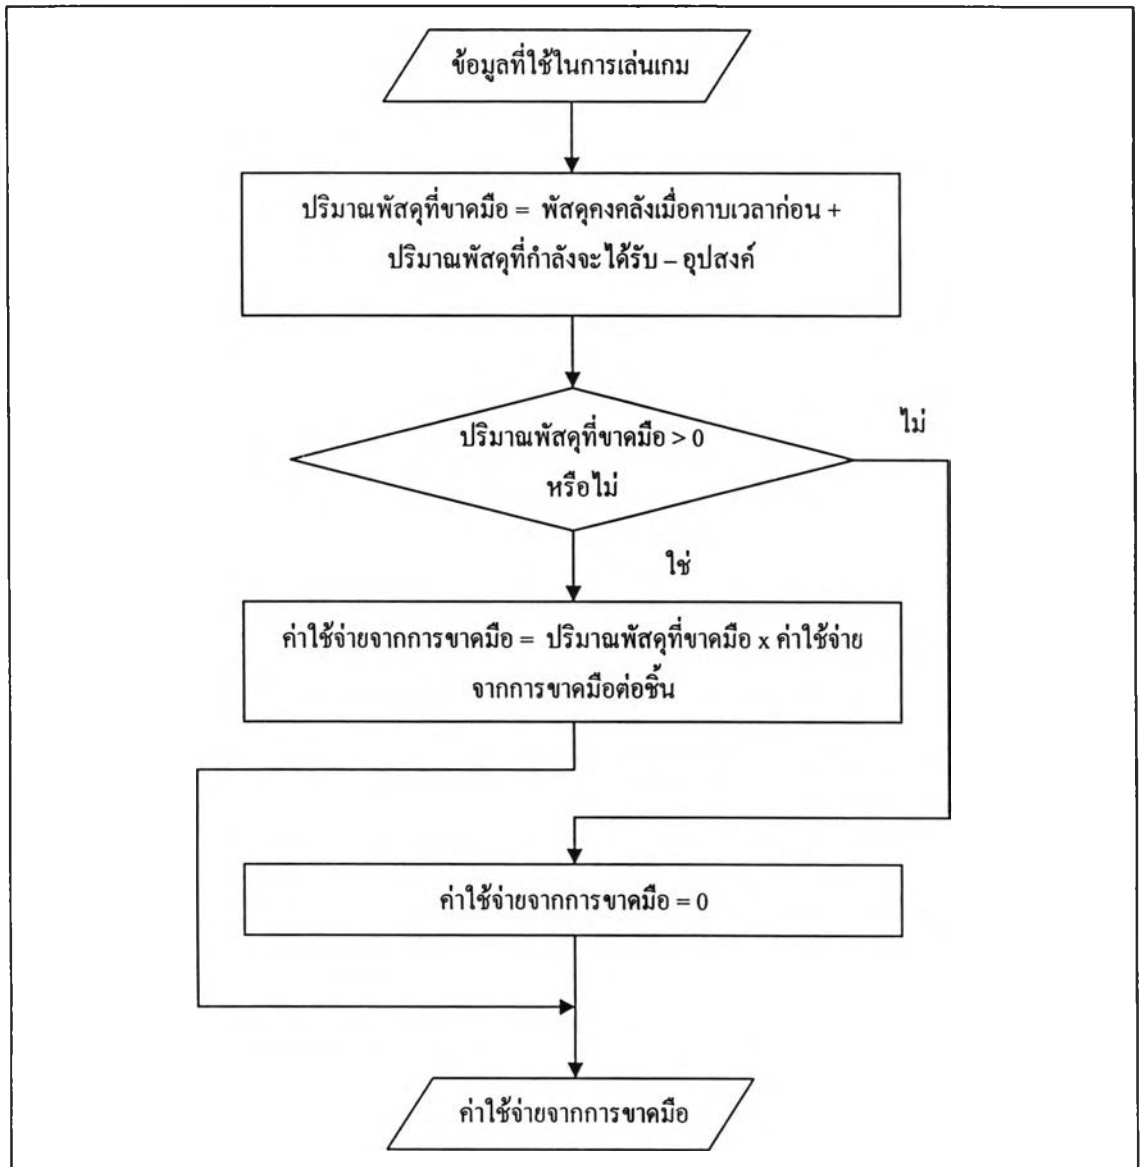 ข้อมูลที่ใช้ในการเล่นเกม
ปริมาณพัสดุที่ขาดมือ = พัสดุคงคลังเมื่อคาบเวลาก่อน +
ปริมาณพัสดุที่กำลังจะได้รับ – อุปสงค์
ปริมาณพัสดุที่ขาดมือ > 0
หรือไม่
ไม่
ใช่
ค่าใช้จ่ายจากการขาดมือ = ปริมาณพัสดุที่ขาดมือ x ค่าใช้จ่าย
จากการขาดมือต่อชิ้น
ค่าใช้จ่ายจากการขาดมือ = 0
ค่าใช้จ่ายจากการขาดมือ